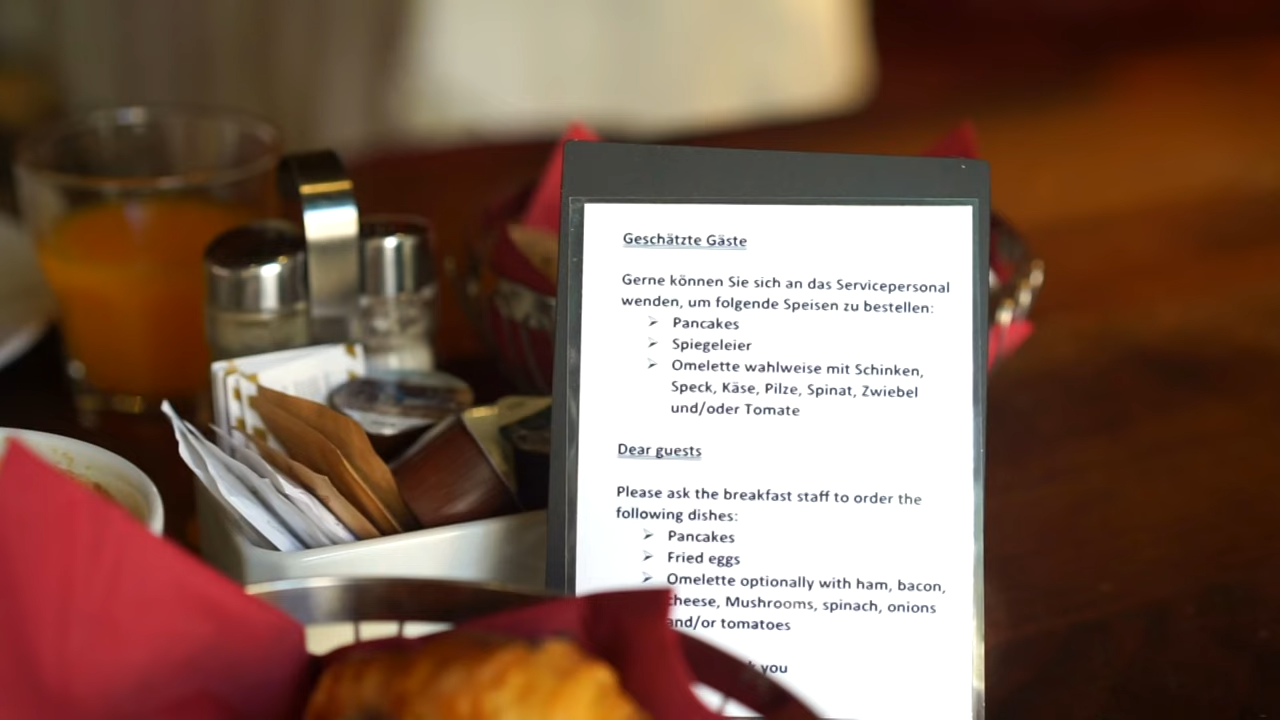 Geschätzte Gäste
Gerne können Sie sich an das Servicepersonal
wenden, um folgende Speisen zu bestellen:
➢ Pancakes
➢ Spiegeleier
➢ Omelette wahlweise mit Schinken,
Speck, Käse, Pilze, Spinat, Zwiebel
und/oder Tomate
Dear guests
Please ask the breakfast staff to order the
following dishes:
➢ Pancakes
➢ Fried eggs
➢ Omelette optionally with ham, bacon,
cheese, Mushrooms, spinach, onions
and/or tomatoes
you